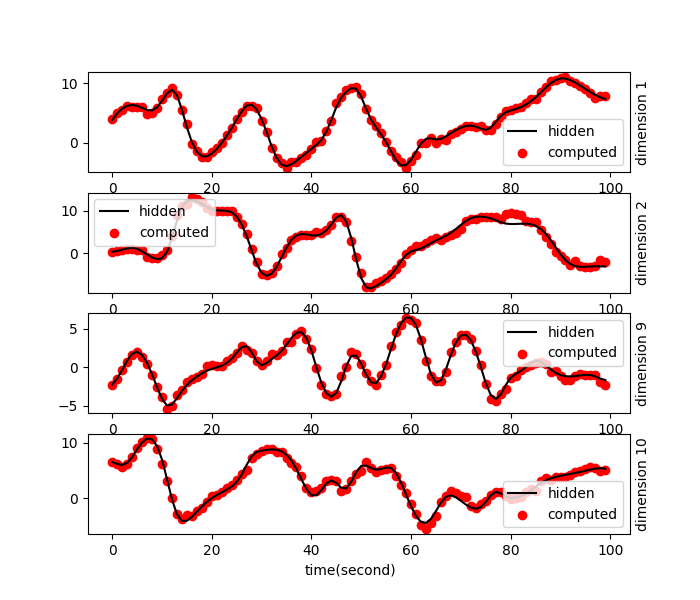 10
0
hidden
computed
dimension 1
0 20 40 60 80 100
10
0
hidden
computed
dimension 2
0 20 40 60 80 100
5
0
−5
hidden
computed
dimension 9
0 20 40 60 80 100
10
0
hidden
computed
dimension 10
0 20 40 60 80 100
time(second)